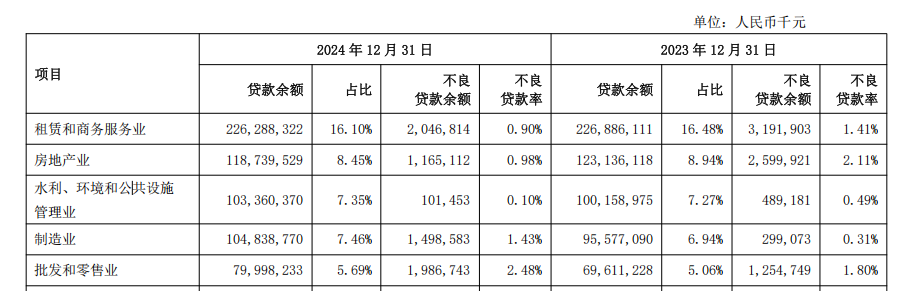 单位：人民币千元
项目 2024 年 12 月 31 日 2023 年 12 月 31 日
贷款余额 占比 不良贷款余额 不良贷款率 贷款余额 占比 不良贷款余额 不良贷款率
租赁和商务服务业 226,288,322 16.10% 2,046,814 0.90% 226,886,111 16.48% 3,191,903 1.41%
房地产业 118,739,529 8.45% 1,165,112 0.98% 123,136,118 8.94% 2,599,921 2.11%
水利、环境和公共设施
管理业 103,360,370 7.35% 101,453 0.10% 100,158,975 7.27% 489,181 0.49%
制造业 104,838,770 7.46% 1,498,583 1.43% 95,577,090 6.94% 299,073 0.31%
批发和零售业 79,998,233 5.69% 1,986,743 2.48% 69,611,228 5.06% 1,254,749 1.80%